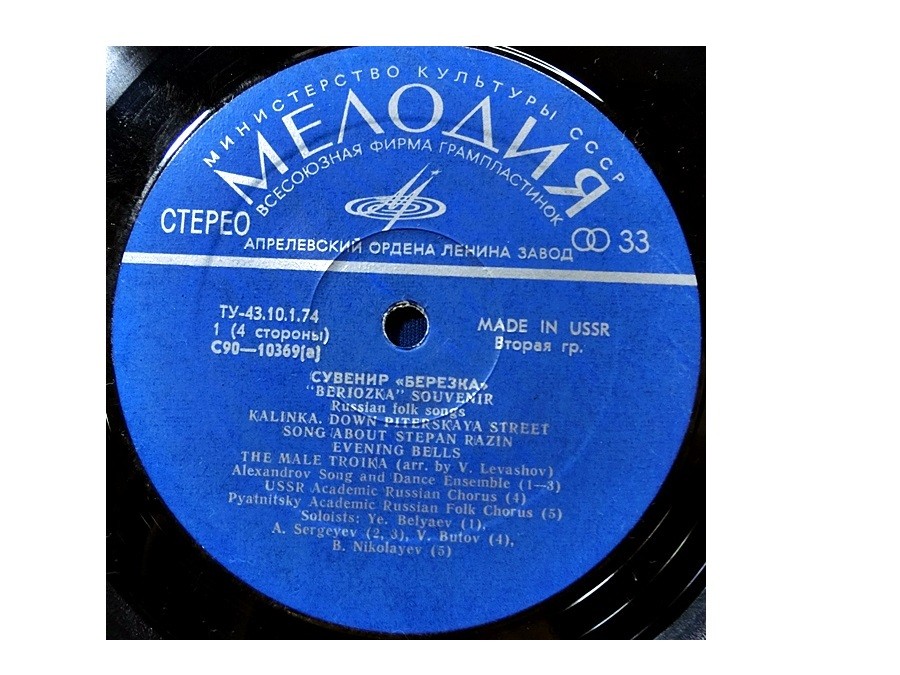 МИНИСТЕРСТВО КУЛЬТУРЫ СССР
МЕЛОДИЯ
ВСЕСОЮЗНАЯ ФИРМА ГРАМПЛАСТИНОК
СТЕРЕО
33
АПРЕЛЕВСКИЙ ОРДЕНА ЛЕНИНА ЗАВОД
ТУ-43.10.1.74
1 (4 стороны)
С90—10369(а)
MADE IN USSR
Вторая гр.
СУВЕНИР «БЕРЕЗКА»
"BERIOZKA" SOUVENIR
Russian folk songs
KALINKA. DOWN PITERSKAYA STREET
SONG ABOUT STEPAN RAZIN
EVENING BELLS
THE MALE TROIKA (arr. by V. Levashov)
Alexandrov Song and Dance Ensemble (1—3)
USSR Academic Russian Chorus (4)
Pyatnitsky Academic Russian Folk Chorus (5)
Soloists: Ye. Belyaev (1),
A. Sergeyev (2, 3), V. Butov (4),
B. Nikolayev (5)